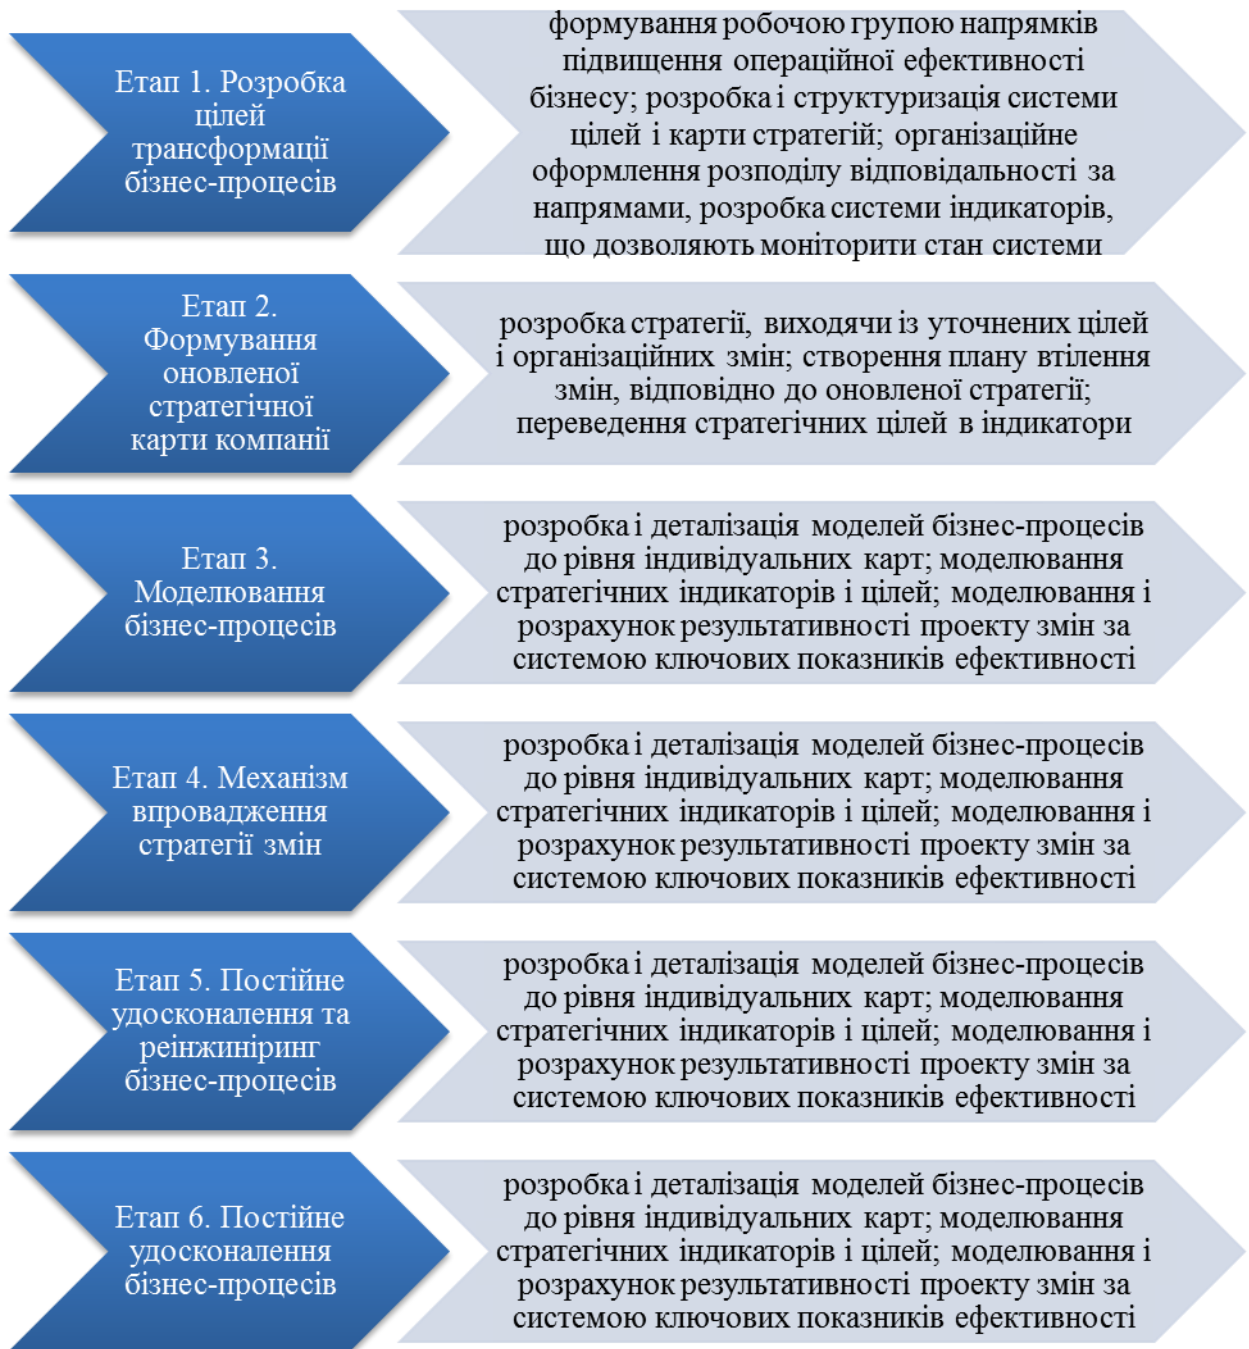 Етап 1. Розробка
цілей
трансформації
бізнес-процесів
формування робочою групою напрямків
підвищення операційної ефективності
бізнесу; розробка і структуризація системи
цілей і карти стратегій; організаційне
оформлення розподілу відповідальності за
напрямами, розробка системи індикаторів,
що дозволяють моніторити стан системи
Етап 2.
Формування
оновленої
стратегічної
карти компанії
розробка стратегії, виходячи із уточнених цілей
і організаційних змін; створення плану втілення
змін, відповідно до оновленої стратегії;
переведення стратегічних цілей в індикатори
Етап 3.
Моделювання
бізнес-процесів
розробка і деталізація моделей бізнес-процесів
до рівня індивідуальних карт; моделювання
стратегічних індикаторів і цілей; моделювання і
розрахунок результативності проекту змін за
системою ключових показників ефективності
Етап 4. Механізм
впровадження
стратегії змін
розробка і деталізація моделей бізнес-процесів
до рівня індивідуальних карт; моделювання
стратегічних індикаторів і цілей; моделювання і
розрахунок результативності проекту змін за
системою ключових показників ефективності
Етап 5. Постійне
удосконалення та
реінжиніринг
бізнес-процесів
розробка і деталізація моделей бізнес-процесів
до рівня індивідуальних карт; моделювання
стратегічних індикаторів і цілей; моделювання і
розрахунок результативності проекту змін за
системою ключових показників ефективності
Етап 6. Постійне
удосконалення
бізнес-процесів
розробка і деталізація моделей бізнес-процесів
до рівня індивідуальних карт; моделювання
стратегічних індикаторів і цілей; моделювання і
розрахунок результативності проекту змін за
системою ключових показників ефективності